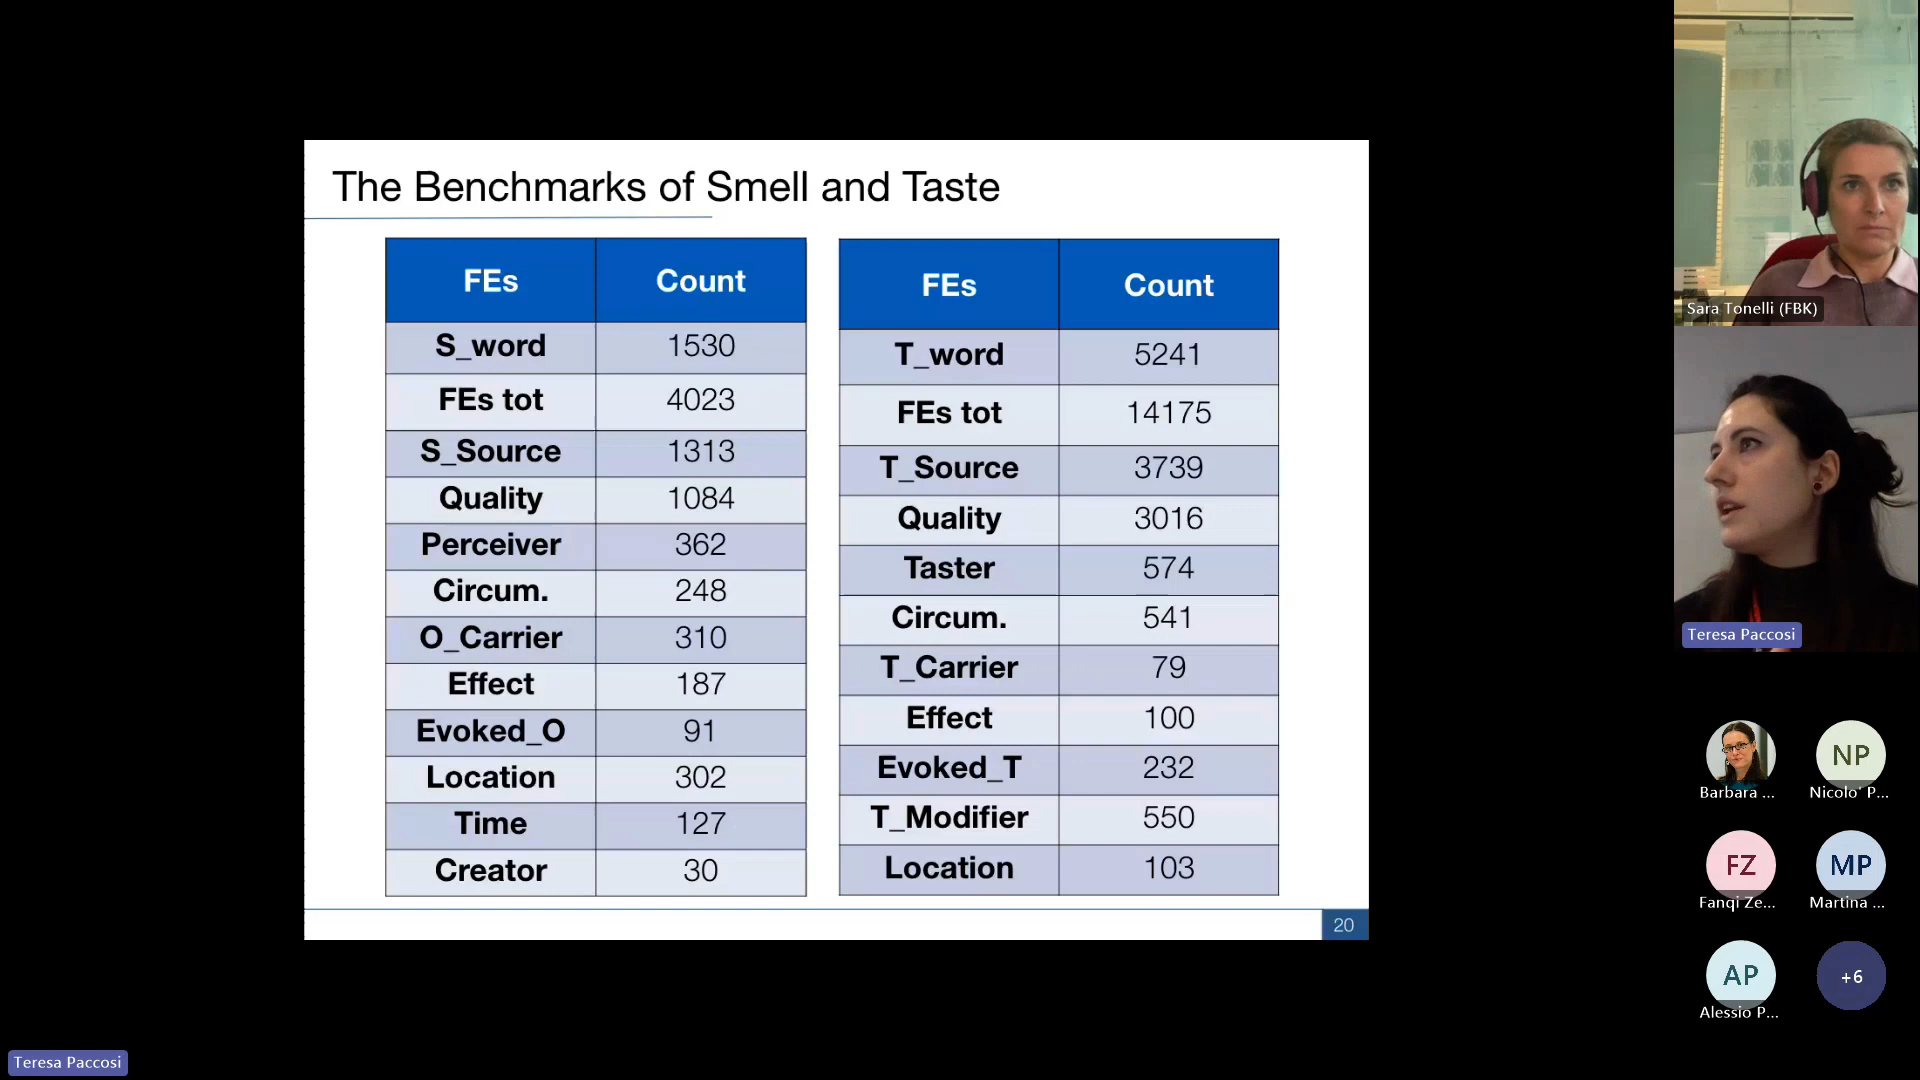 The Benchmarks of Smell and Taste
FEs Count
S_word 1530
FEs tot 4023
S_Source 1313
Quality 1084
Perceiver 362
Circum. 248
O_Carrier 310
Effect 187
Evoked_O 91
Location 302
Time 127
Creator 30
FEs Count
T_word 5241
FEs tot 14175
T_Source 3739
Quality 3016
Taster 574
Circum. 541
T_Carrier 79
Effect 100
Evoked_T 232
T_Modifier 550
Location 103
20
Sara Tonelli (FBK)
Teresa Paccosi
NP
Barbara ... Nicolo' P...
FZ MP
Fanqi Ze... Martina ...
AP +6
Alessio P...
Teresa Paccosi